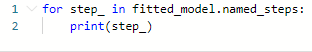 1 for step_ in fitted_model.named_steps:
2     print(step_)